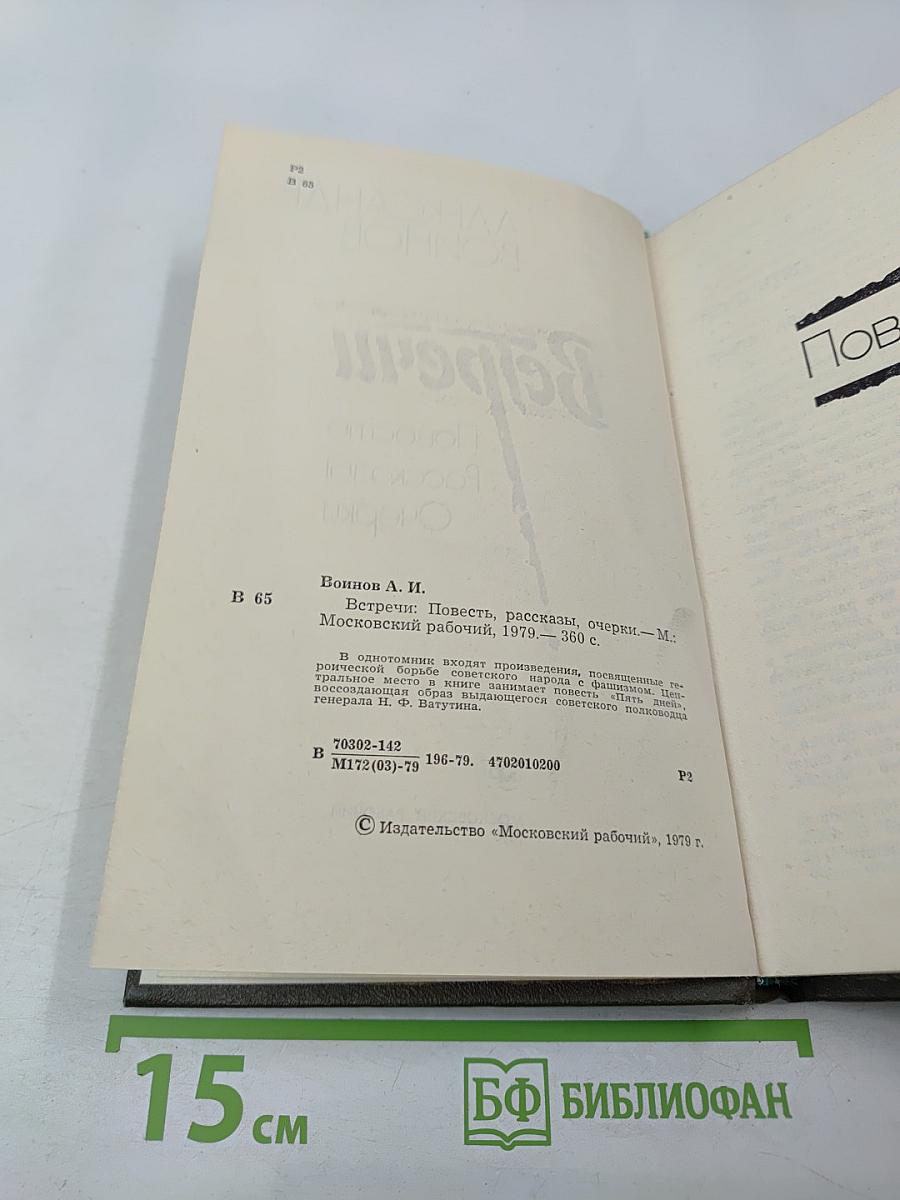 Р2
В 65
В 65
Воинов А. И.
Встречи: Повесть, рассказы, очерки.— М.:
Московский рабочий, 1979.— 360 с.
В однотомник входят произведения, посвященные ге-
роической борьбе советского народа с фашизмом. Цен-
тральное место в книге занимает повесть «Пять дней»,
воссоздающая образ выдающегося советского полководца
генерала Н. Ф. Ватутина.
В 70302-142
М172(03)-79 196-79. 4702010200
Р2
© Издательство «Московский рабочий», 1979 г.
Пов
15 см
БФ БИБЛИОФАН